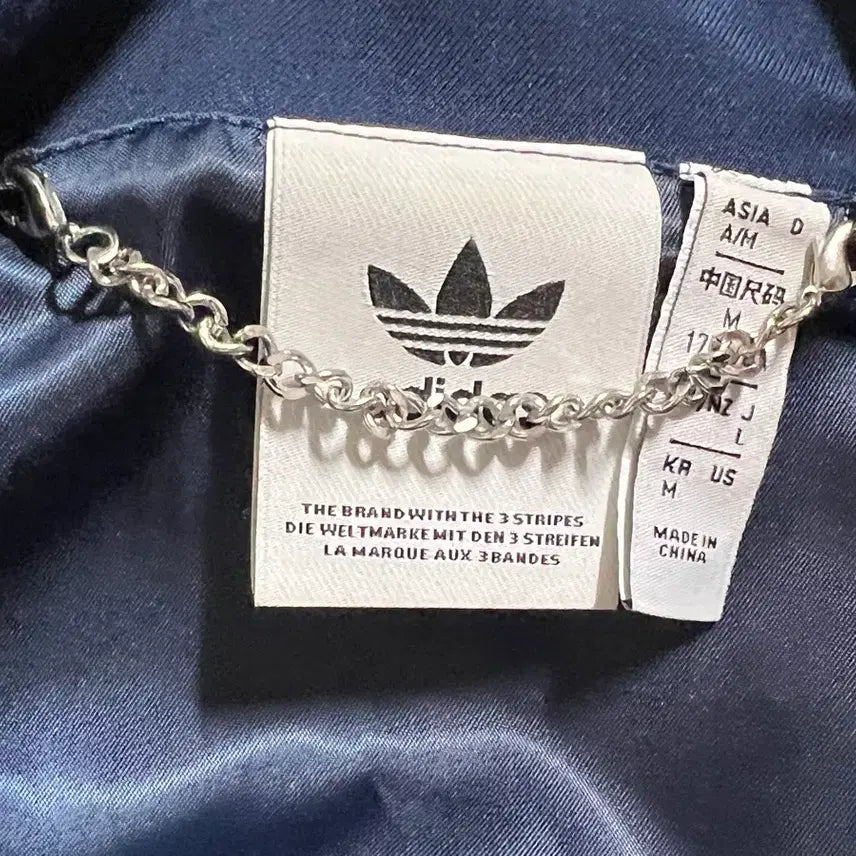 THE BRAND WITH THE 3 STRIPES
DIE WELTMARKE MIT DEN 3 STREIFEN
LA MARQUE AUX 3 BANDES
ASIA D
A/M
中国尺码
M
NZ J
L
KR US
M
MADE IN
CHINA